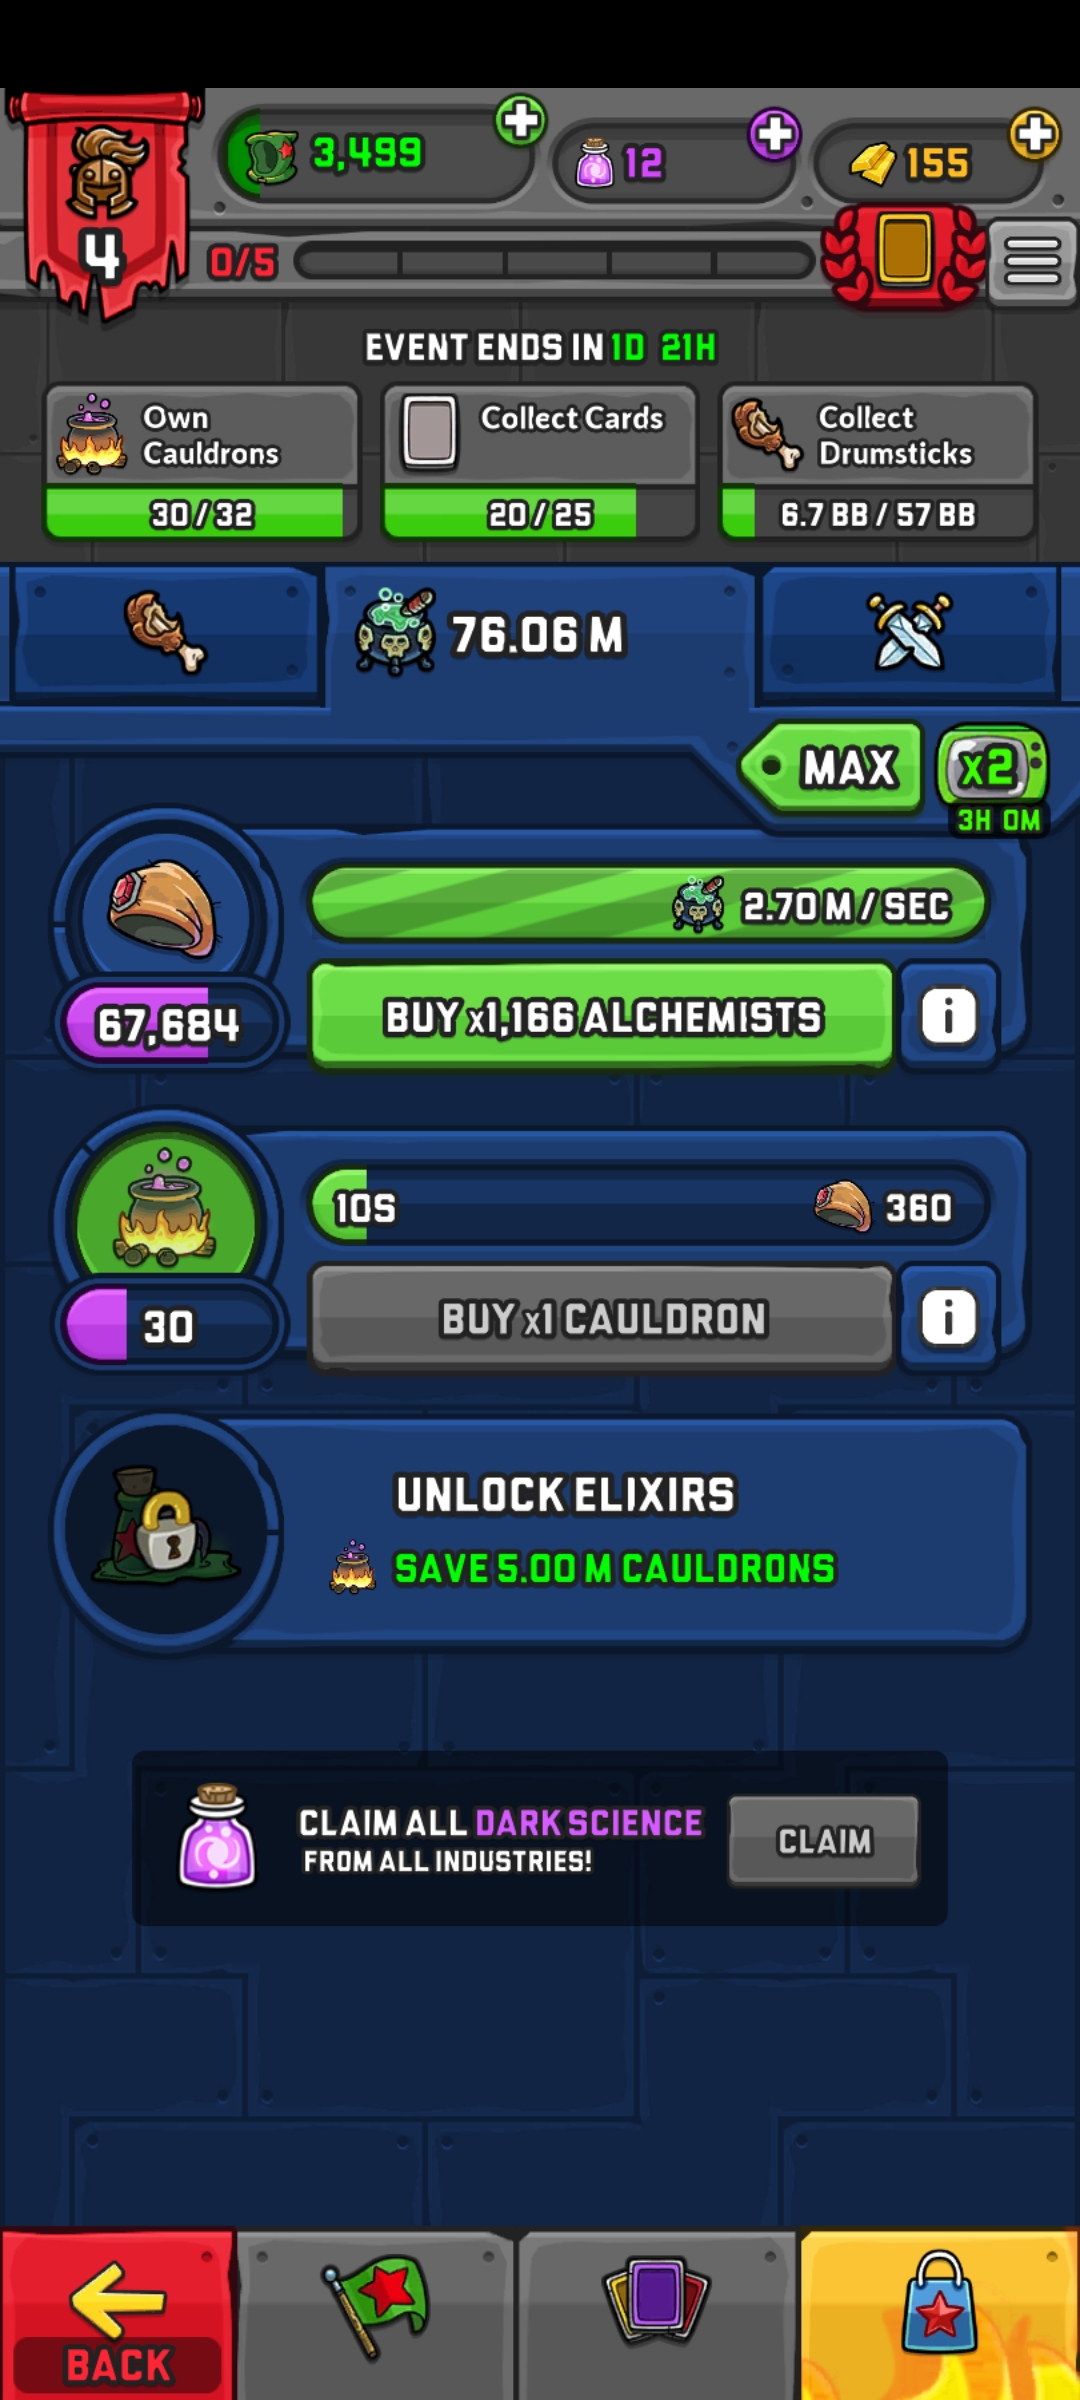 3,499
12
155
4
0/5
EVENT ENDS IN 1D 21H
Own
Cauldrons
30/32
Collect Cards
20/25
Collect
Drumsticks
6.7 BB / 57 BB
76.06 M
MAX
x2
3H 0M
2.70 M / SEC
67,684
BUY x1,166 ALCHEMISTS
i
10S
360
30
BUY x1 CAULDRON
i
UNLOCK ELIXIRS
SAVE 5.00 M CAULDRONS
CLAIM ALL DARK SCIENCE
FROM ALL INDUSTRIES!
CLAIM
BACK